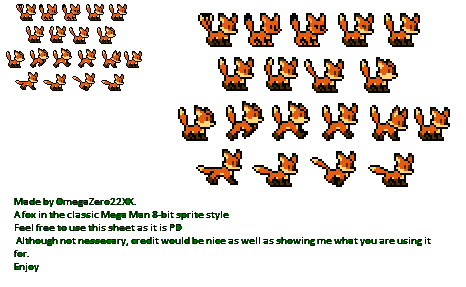 Made by OmegaZero22XX.
A fox in the classic Mega Man 8-bit sprite style
Feel free to use this sheet as it is PD
Although not nessecary, credit would be nice as well as showing me what you are using it
for.
Enjoy